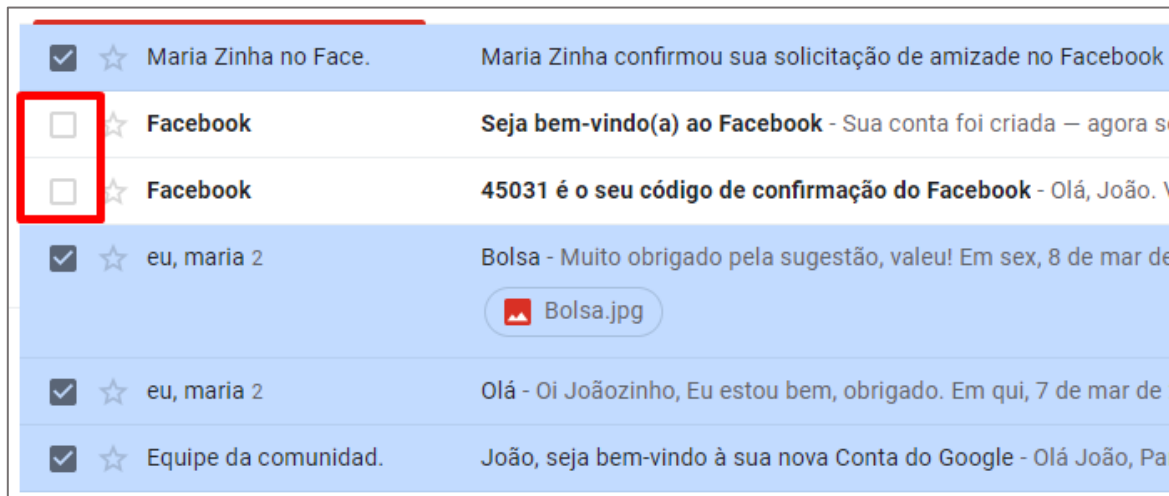 Maria Zinha no Face. Maria Zinha confirmou sua solicitação de amizade no Facebook
Facebook Seja bem-vindo(a) ao Facebook - Sua conta foi criada — agora
Facebook 45031 é o seu código de confirmação do Facebook - Olá, João.
eu, maria 2 Bolsa - Muito obrigado pela sugestão, valeu! Em sex, 8 de mar de
Bolsa.jpg
eu, maria 2 Olá - Oi Joãozinho, Eu estou bem, obrigado. Em qui, 7 de mar de
Equipe da comunidad. João, seja bem-vindo à sua nova Conta do Google - Olá João,